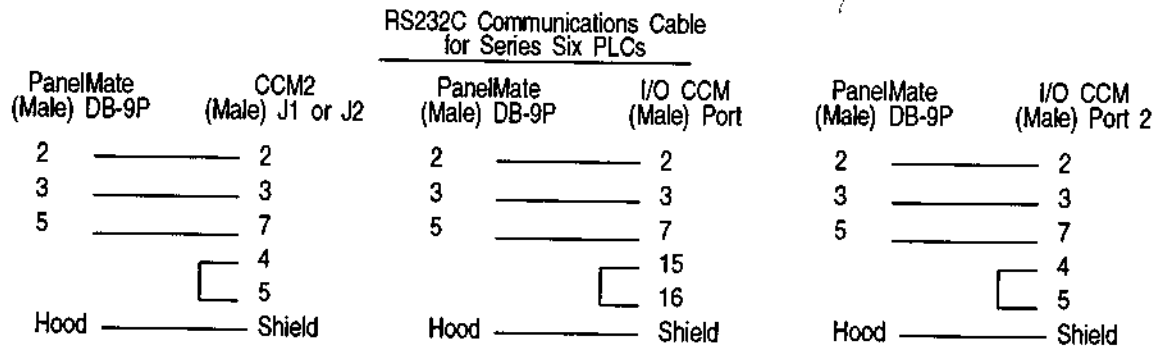 RS232C Communications Cable
for Series Six PLCs
PanelMate CCM2 PanelMate I/O CCM PanelMate I/O CCM
(Male) DB-9P (Male) J1 or J2 (Male) DB-9P (Male) Port (Male) DB-9P (Male) Port 2
2 2 2 2 2 2
3 3 3 3 3 3
5 7 5 7 5 7
4 15 4
5 16 5
Hood Shield Hood Shield Hood Shield